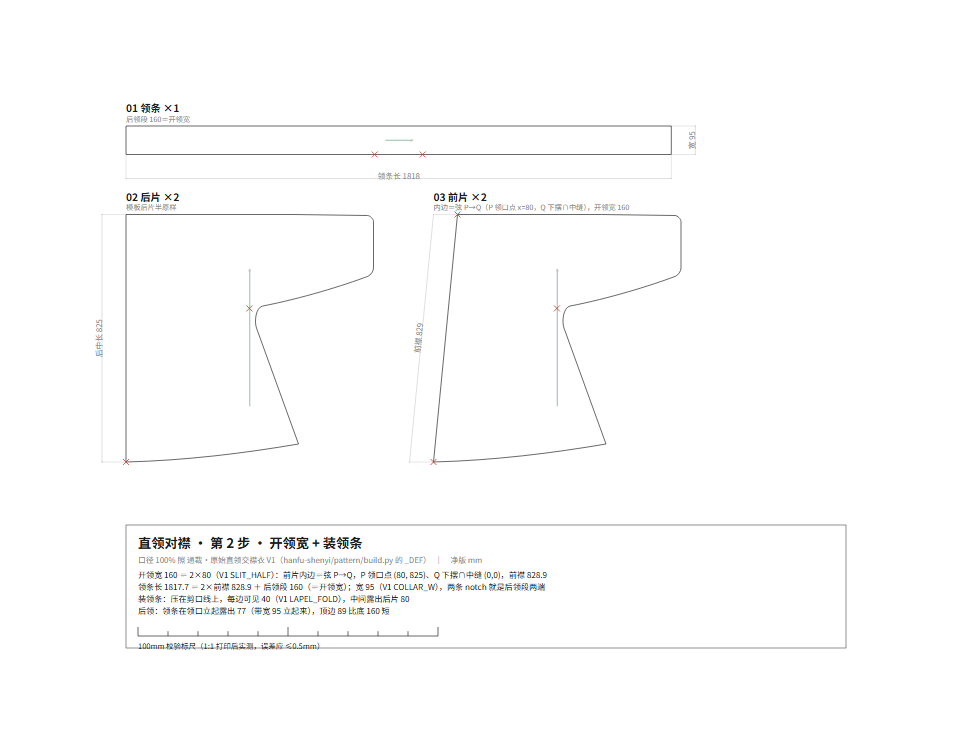 01 领条 ×1
后领段 160＝开领宽
宽 95
领条长 1818
02 后片 ×2
模板后片半原样
后中长 825
03 前片 ×2
内边＝弦 P→Q（P 领口点 x=80，Q 下摆∩中缝），开领宽 160
前襟 829
直领对襟 · 第 2 步 · 开领宽 + 装领条
口径 100% 照 道裁·原始直领交襟衣 V1（hanfu-shenyi/pattern/build.py 的 _DEF） ｜ 净版 mm
开领宽 160 ＝ 2×80（V1 SLIT_HALF）：前片内边＝弦 P→Q，P 领口点 (80, 825)、Q 下摆∩中缝 (0,0)，前襟 828.9
领条长 1817.7 ＝ 2×前襟 828.9 ＋ 后领段 160（＝开领宽）；宽 95（V1 COLLAR_W），两条 notch 就是后领段两端
装领条：压在剪口线上，每边可见 40（V1 LAPEL_FOLD），中间露出后片 80
后领：领条在领口立起露出 77（带宽 95 立起来），顶边 89 比底 160 短
100mm 校验标尺（1:1 打印后实测，误差应 ≤0.5mm）